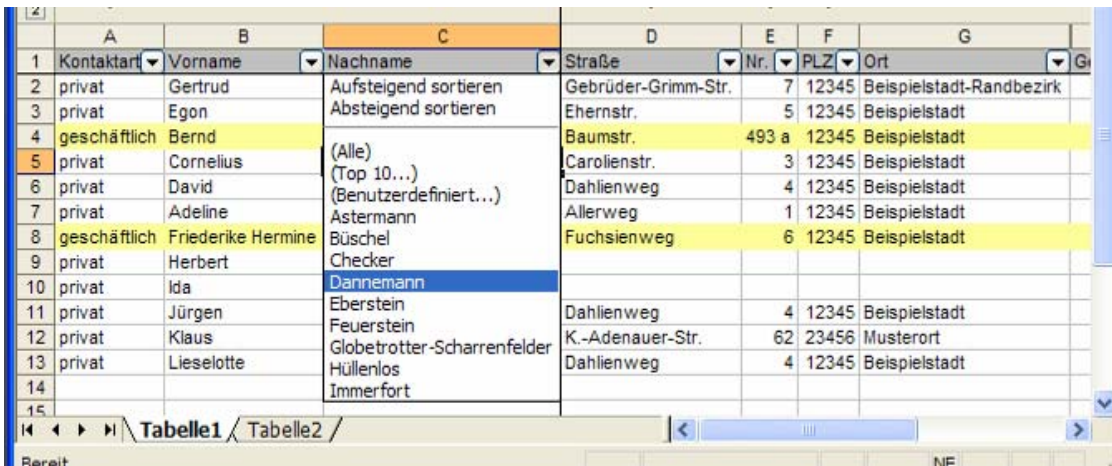 2
A B C D E F G
1 Kontaktart Vorname Nachname Straße Nr. PLZ Ort Ge
2 privat Gertrud Aufsteigend sortieren Gebrüder-Grimm-Str. 7 12345 Beispielstadt-Randbezirk
3 privat Egon Absteigend sortieren Ehernstr. 5 12345 Beispielstadt
4 geschäftlich Bernd (Alle) Baumstr. 493 a 12345 Beispielstadt
5 privat Cornelius (Top 10...) Carolienstr. 3 12345 Beispielstadt
6 privat David (Benutzerdefiniert...) Dahlienweg 4 12345 Beispielstadt
7 privat Adeline Astermann Allerweg 1 12345 Beispielstadt
8 geschäftlich Friederike Hermine Büschel Fuchsienweg 6 12345 Beispielstadt
9 privat Herbert Checker
10 privat Ida Dannemann
11 privat Jürgen Eberstein Dahlienweg 4 12345 Beispielstadt
Feuerstein
12 privat Klaus Globetrotter-Scharrenfelder K.-Adenauer-Str. 62 23456 Musterort
13 privat Lieselotte Hüllenlos Dahlienweg 4 12345 Beispielstadt
14 Immerfort
15
Tabelle1 Tabelle2
Bereit NF